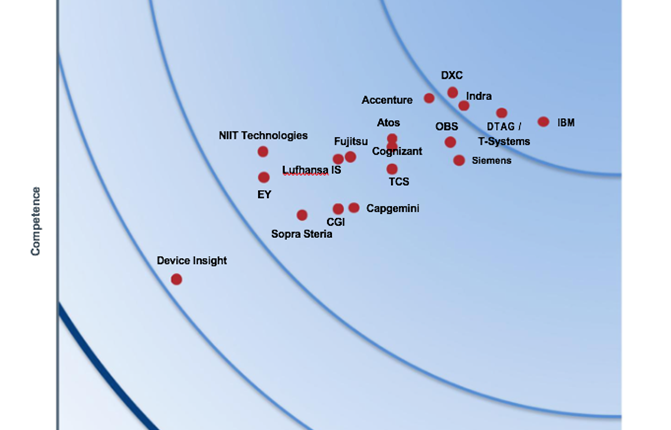 DXC
Accenture
Indra
IBM
Atos
OBS
DTAG /
T-Systems
NIIT Technologies
Fujitsu
Cognizant
Siemens
Lufhansa IS
TCS
EY
Capgemini
CGI
Sopra Steria
Device Insight
Competence